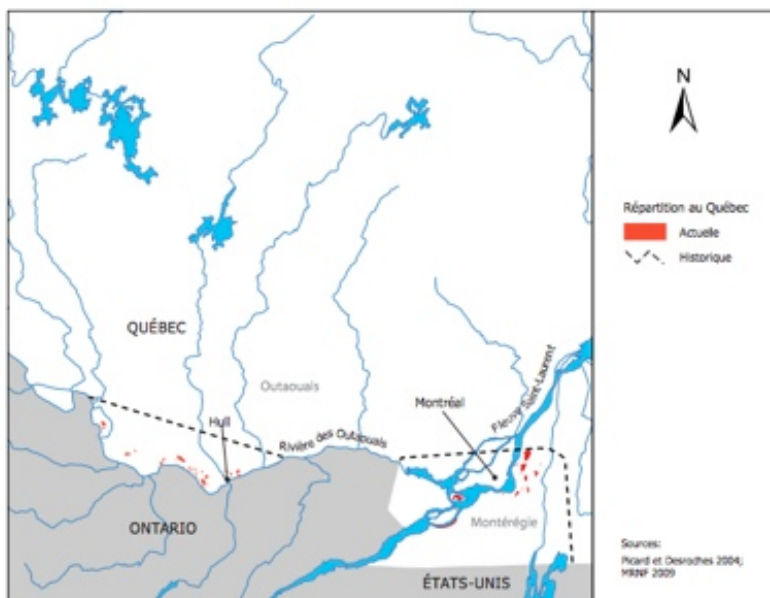 N
Répartition au Québec
Actuelle
Historique
QUÉBEC
Outaouais
Hull
Rivière des Outaouais
Montréal
Fleuve Saint-Laurent
ONTARIO
Montérégie
ÉTATS-UNIS
Sources:
Picard et Desroches 2004;
MRNF 2009